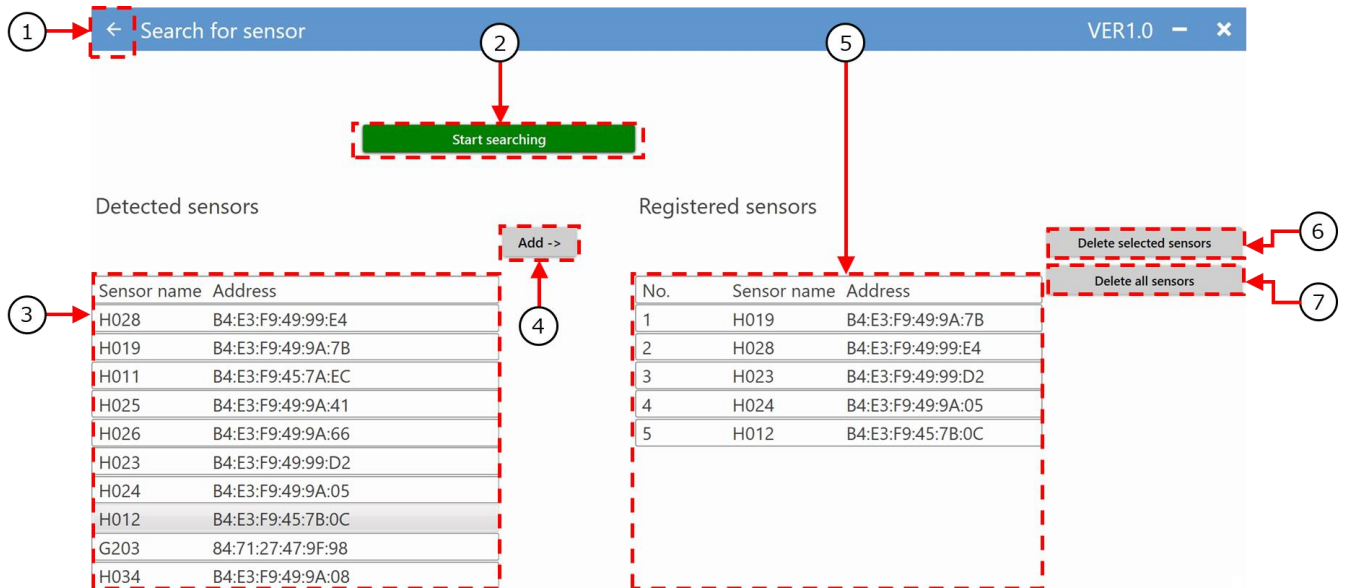 1
← Search for sensor VER1.0 − ×
2
5
Start searching
Detected sensors
Registered sensors
Add ->
Delete selected sensors
6
Delete all sensors
7
3
4
Sensor name Address
H028 B4:E3:F9:49:99:E4
H019 B4:E3:F9:49:9A:7B
H011 B4:E3:F9:45:7A:EC
H025 B4:E3:F9:49:9A:41
H026 B4:E3:F9:49:9A:66
H023 B4:E3:F9:49:99:D2
H024 B4:E3:F9:49:9A:05
H012 B4:E3:F9:45:7B:0C
G203 84:71:27:47:9F:98
H034 B4:E3:F9:49:9A:08
No. Sensor name Address
1 H019 B4:E3:F9:49:9A:7B
2 H028 B4:E3:F9:49:99:E4
3 H023 B4:E3:F9:49:99:D2
4 H024 B4:E3:F9:49:9A:05
5 H012 B4:E3:F9:45:7B:0C